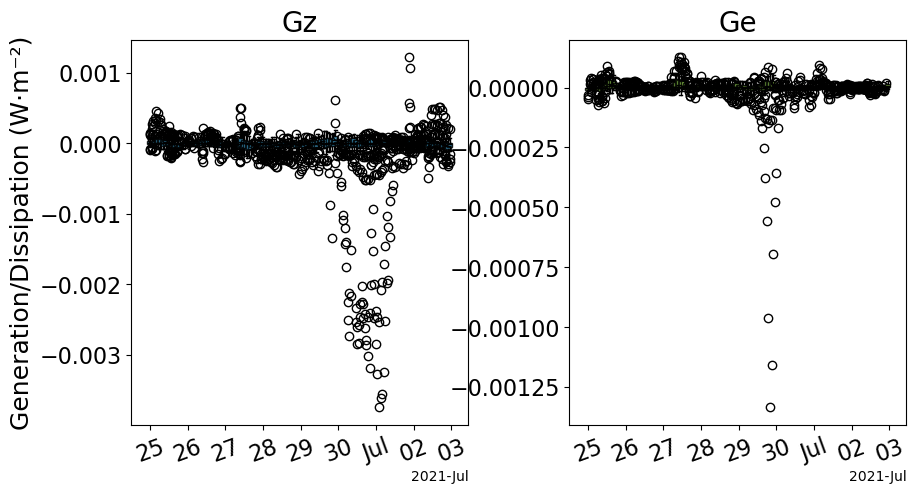 Gz
Generation/Dissipation (W·m⁻²)
0.001
0.000
−0.001
−0.002
−0.003
25 26 27 28 29 30 Jul 02 03
2021-Jul
Ge
0.00000
−0.00025
−0.00050
−0.00075
−0.00100
−0.00125
25 26 27 28 29 30 Jul 02 03
2021-Jul